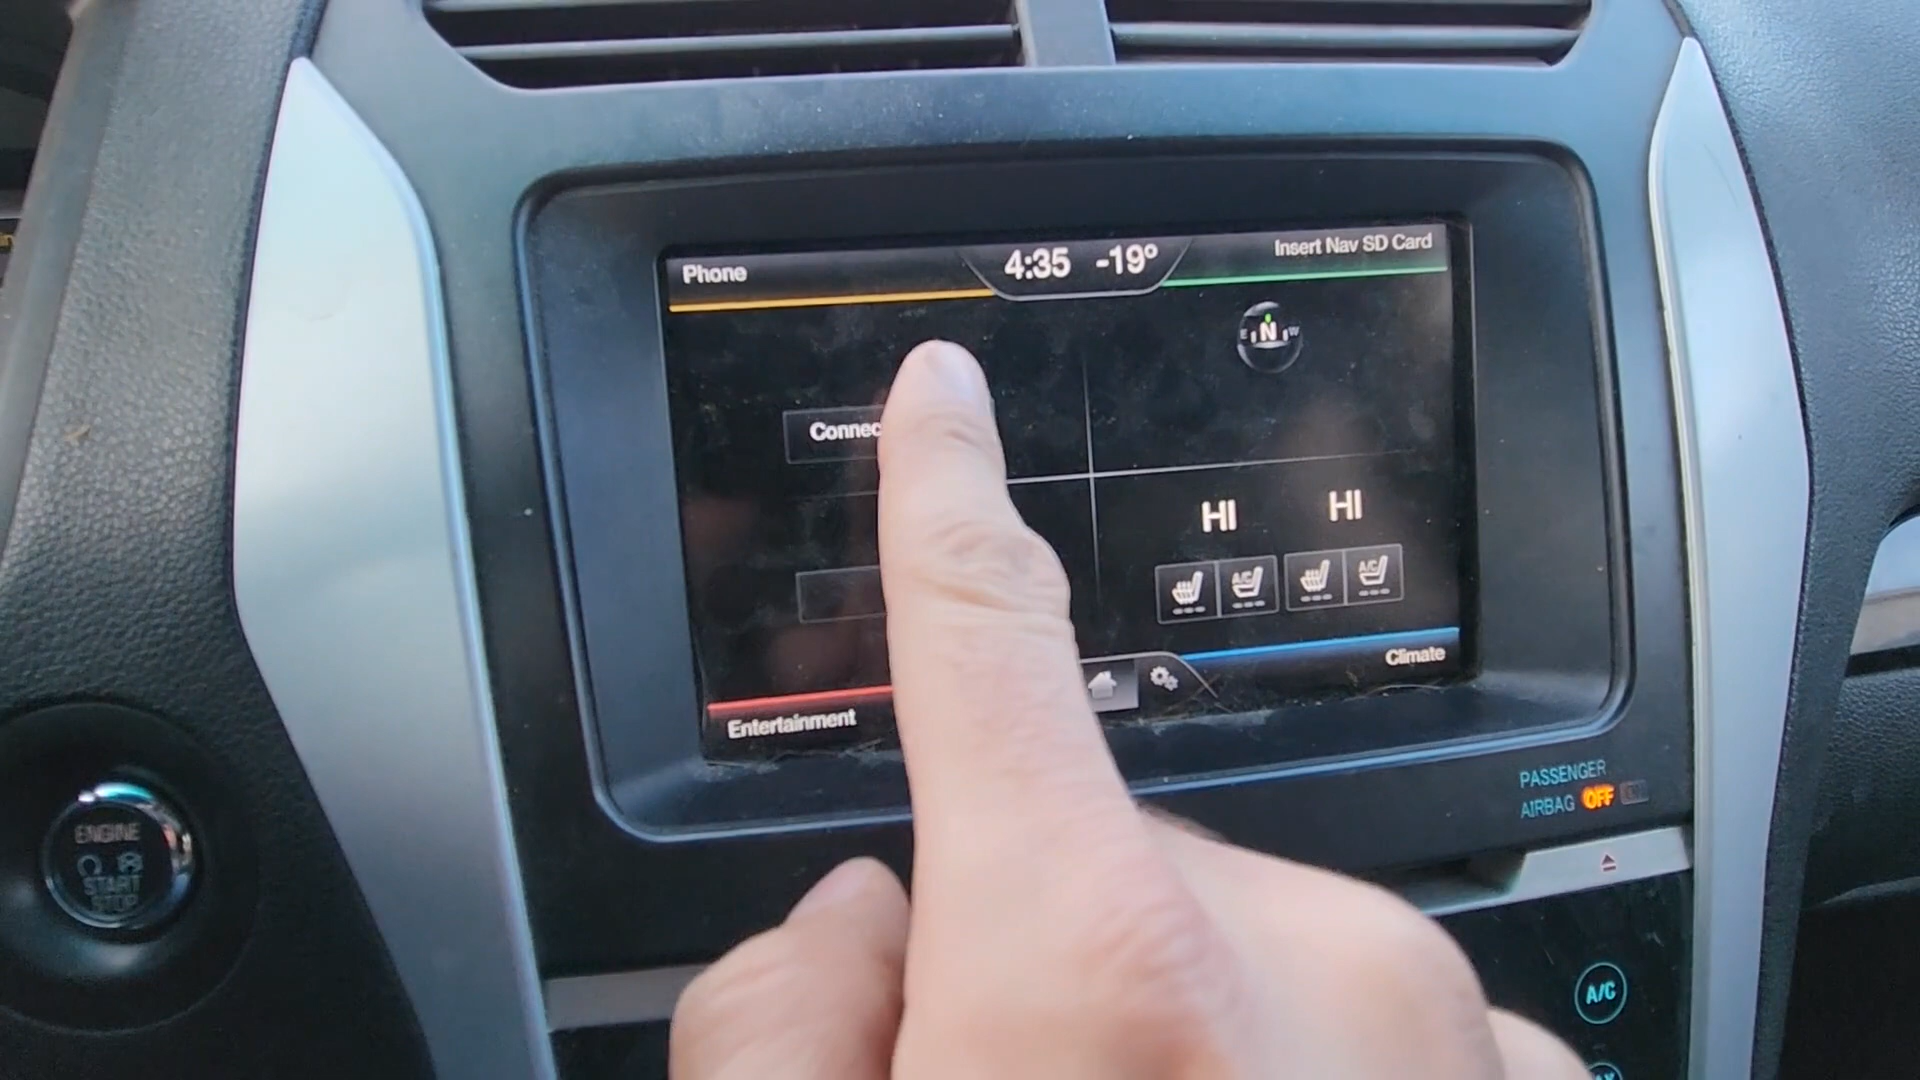 Phone
4:35 -19°
Insert Nav SD Card
E N W
Connec
HI HI
A/C A/C
Climate
Entertainment
PASSENGER
AIRBAG OFF
ENGINE
START
STOP
A/C